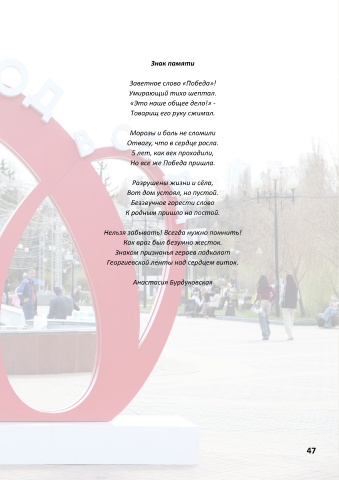 ОД В С
Знак памяти
Заветное слово «Победа»!
Умирающий тихо шептал.
«Это наше общее дело!» -
Товарищ его руку сжимал.
Морозы и боль не сломили
Отвагу, что в сердце росла.
5 лет, как век проходили,
Но все же Победа пришла.
Разрушены жизни и сёла,
Вот дом устоял, но пустой.
Беззвучное горести слово
К родным пришло на постой.
Нельзя забывать! Всегда нужно помнить!
Как враг был безумно жесток.
Знаком признанья героев подколот
Георгиевской ленты над сердцем виток.
Анастасия Бурдуковская
47